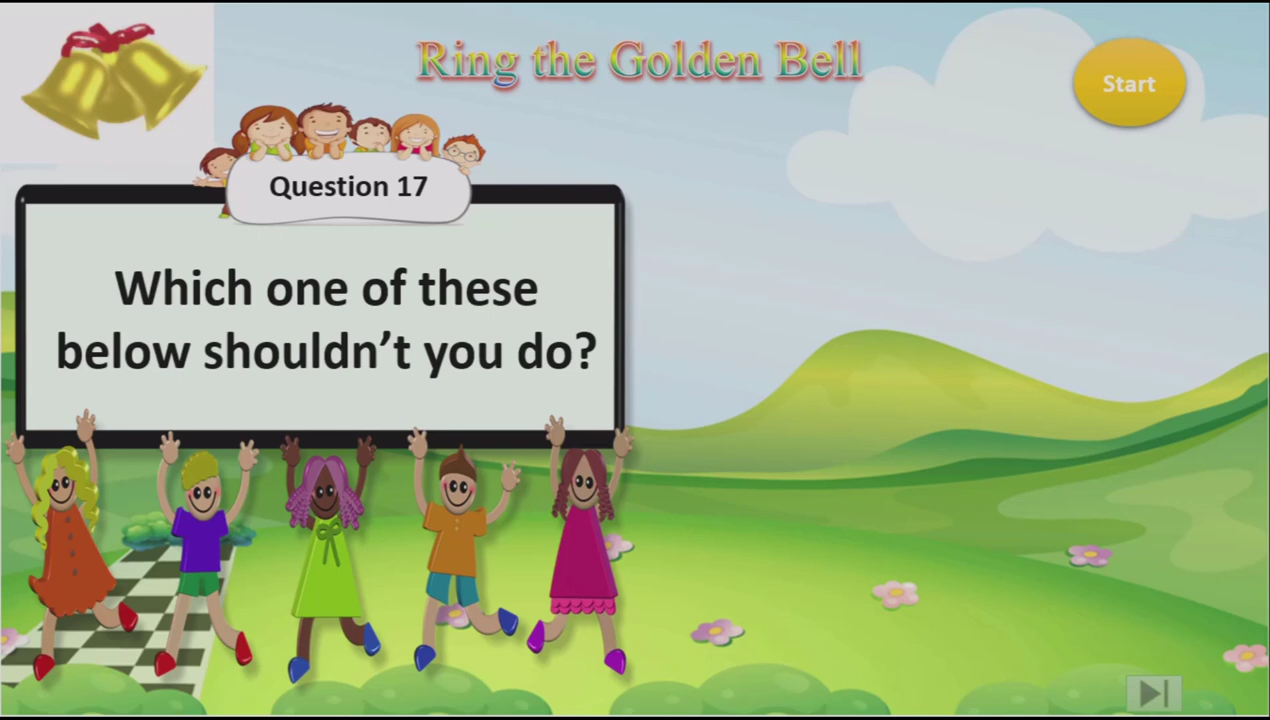 Ring the Golden Bell
Start
Question 17
Which one of these
below shouldn’t you do?